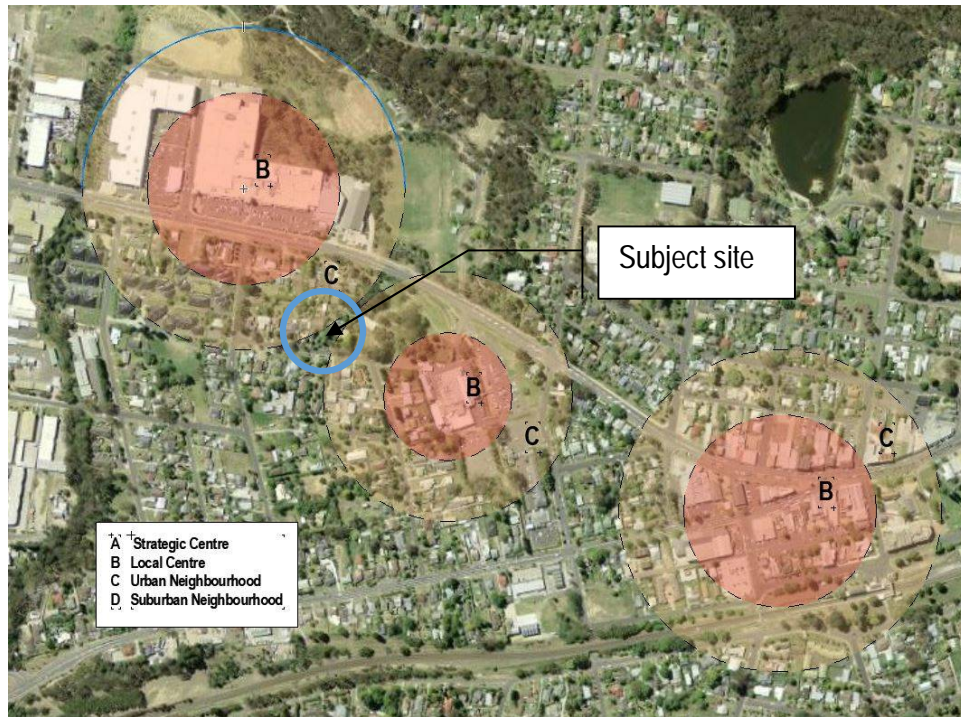 B
C
Subject site
B
C
C
B
A Strategic Centre
B Local Centre
C Urban Neighbourhood
D Suburban Neighbourhood